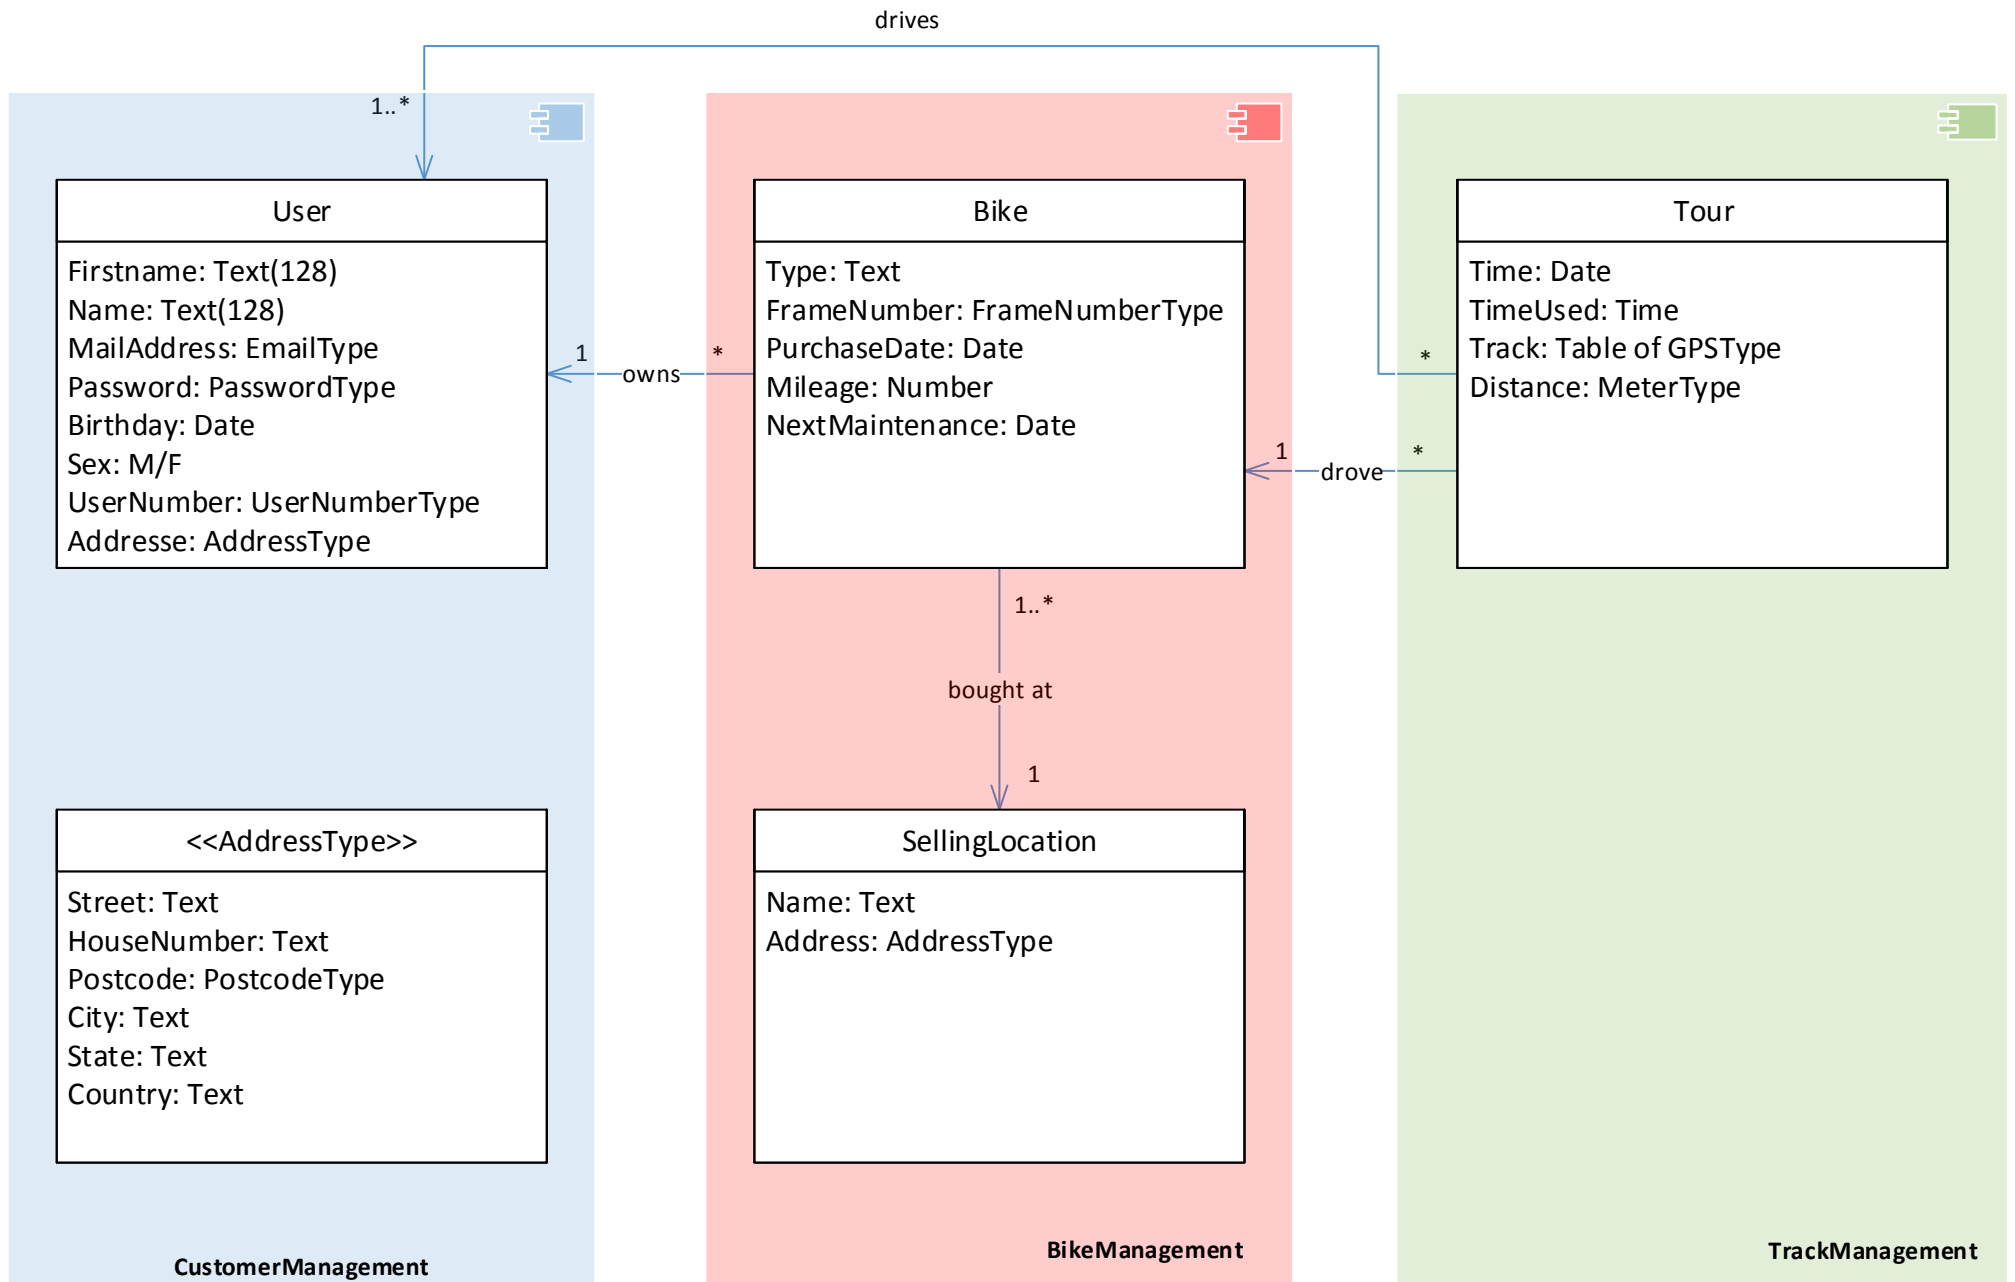 drives
1..*
User
Firstname: Text(128)
Name: Text(128)
MailAddress: EmailType
Password: PasswordType
Birthday: Date
Sex: M/F
UserNumber: UserNumberType
Addresse: AddressType
1
owns
*
Bike
Type: Text
FrameNumber: FrameNumberType
PurchaseDate: Date
Mileage: Number
NextMaintenance: Date
1
drove
*
*
Tour
Time: Date
TimeUsed: Time
Track: Table of GPSType
Distance: MeterType
1..*
bought at
1
<<AddressType>>
Street: Text
HouseNumber: Text
Postcode: PostcodeType
City: Text
State: Text
Country: Text
SellingLocation
Name: Text
Address: AddressType
CustomerManagement
BikeManagement
TrackManagement